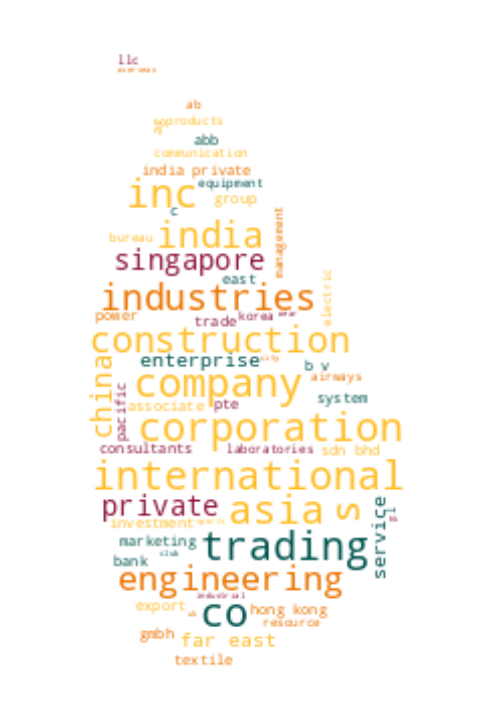 llc
overseas
ab
products
abb
communication
india private
inc
equipment
group
c
management
bureau
india
singapore
east
electric
industries
power
trade
korea
construction
enterprise
b v
china
company
airways
pacific
associate
pte
system
corporation
consultants
laboratories
sdn bhd
international
private
asia
s
service
investment
marketing
trading
bank
club
engineering
industrial
export
co
hong kong
resource
gmbh
far east
textile